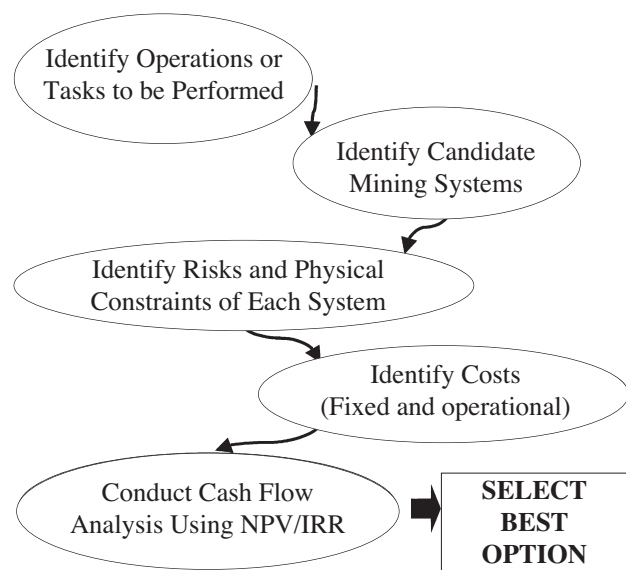 Identify Operations or
Tasks to be Performed
Identify Candidate
Mining Systems
Identify Risks and Physical
Constraints of Each System
Identify Costs
(Fixed and operational)
Conduct Cash Flow
Analysis Using NPV/IRR
SELECT
BEST
OPTION